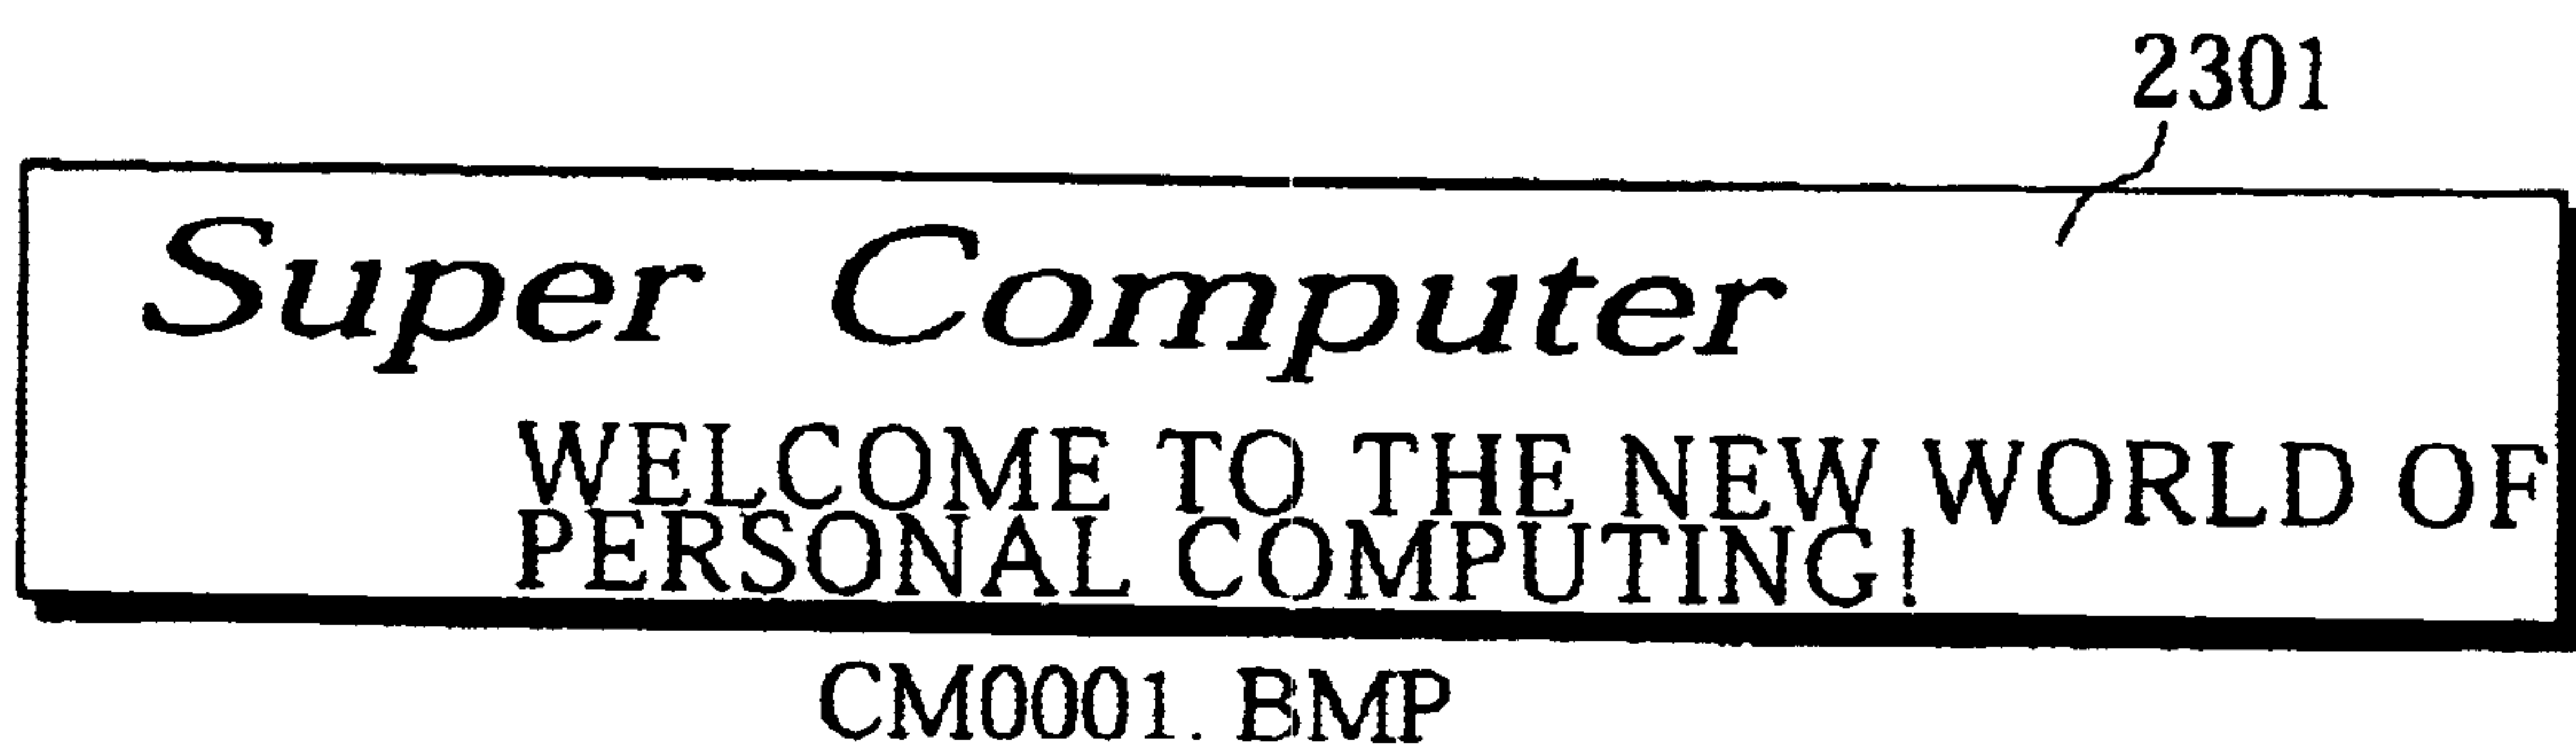 2301
Super Computer
WELCOME TO THE NEW WORLD OF
PERSONAL COMPUTING!
CM0001. BMP